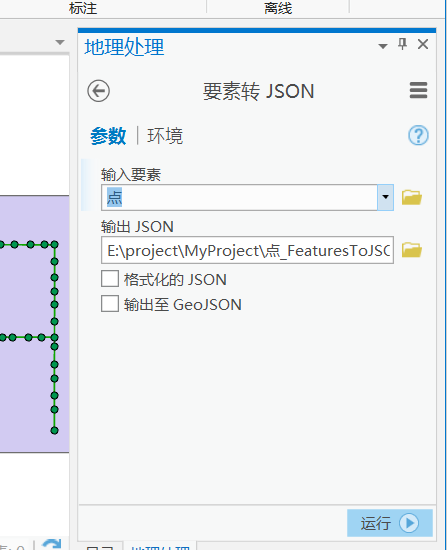 标注 离线
地理处理
要素转 JSON
参数 环境
输入要素
点
输出 JSON
E:\project\MyProject\点_FeaturesToJSC
格式化的 JSON
输出至 GeoJSON
运行
地理处理